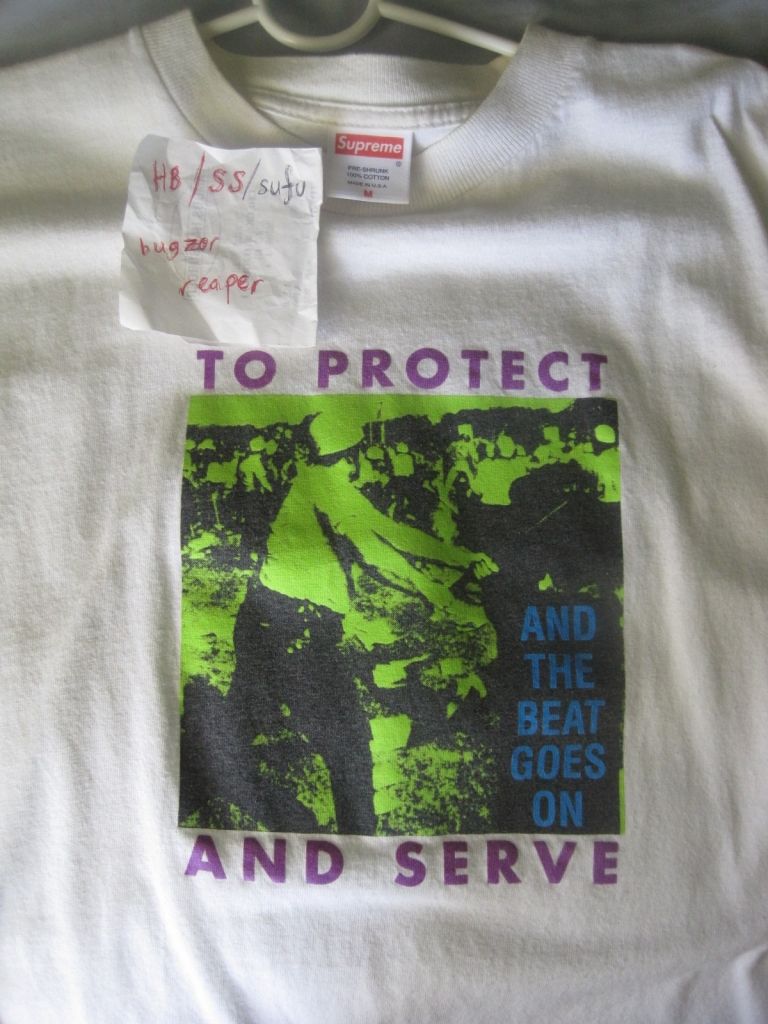 Supreme
®
PRE-SHRUNK
100% COTTON
MADE IN U.S.A
M
HB / SS / sufu
bugzor
reaper
TO PROTECT
AND
THE
BEAT
GOES
ON
AND SERVE